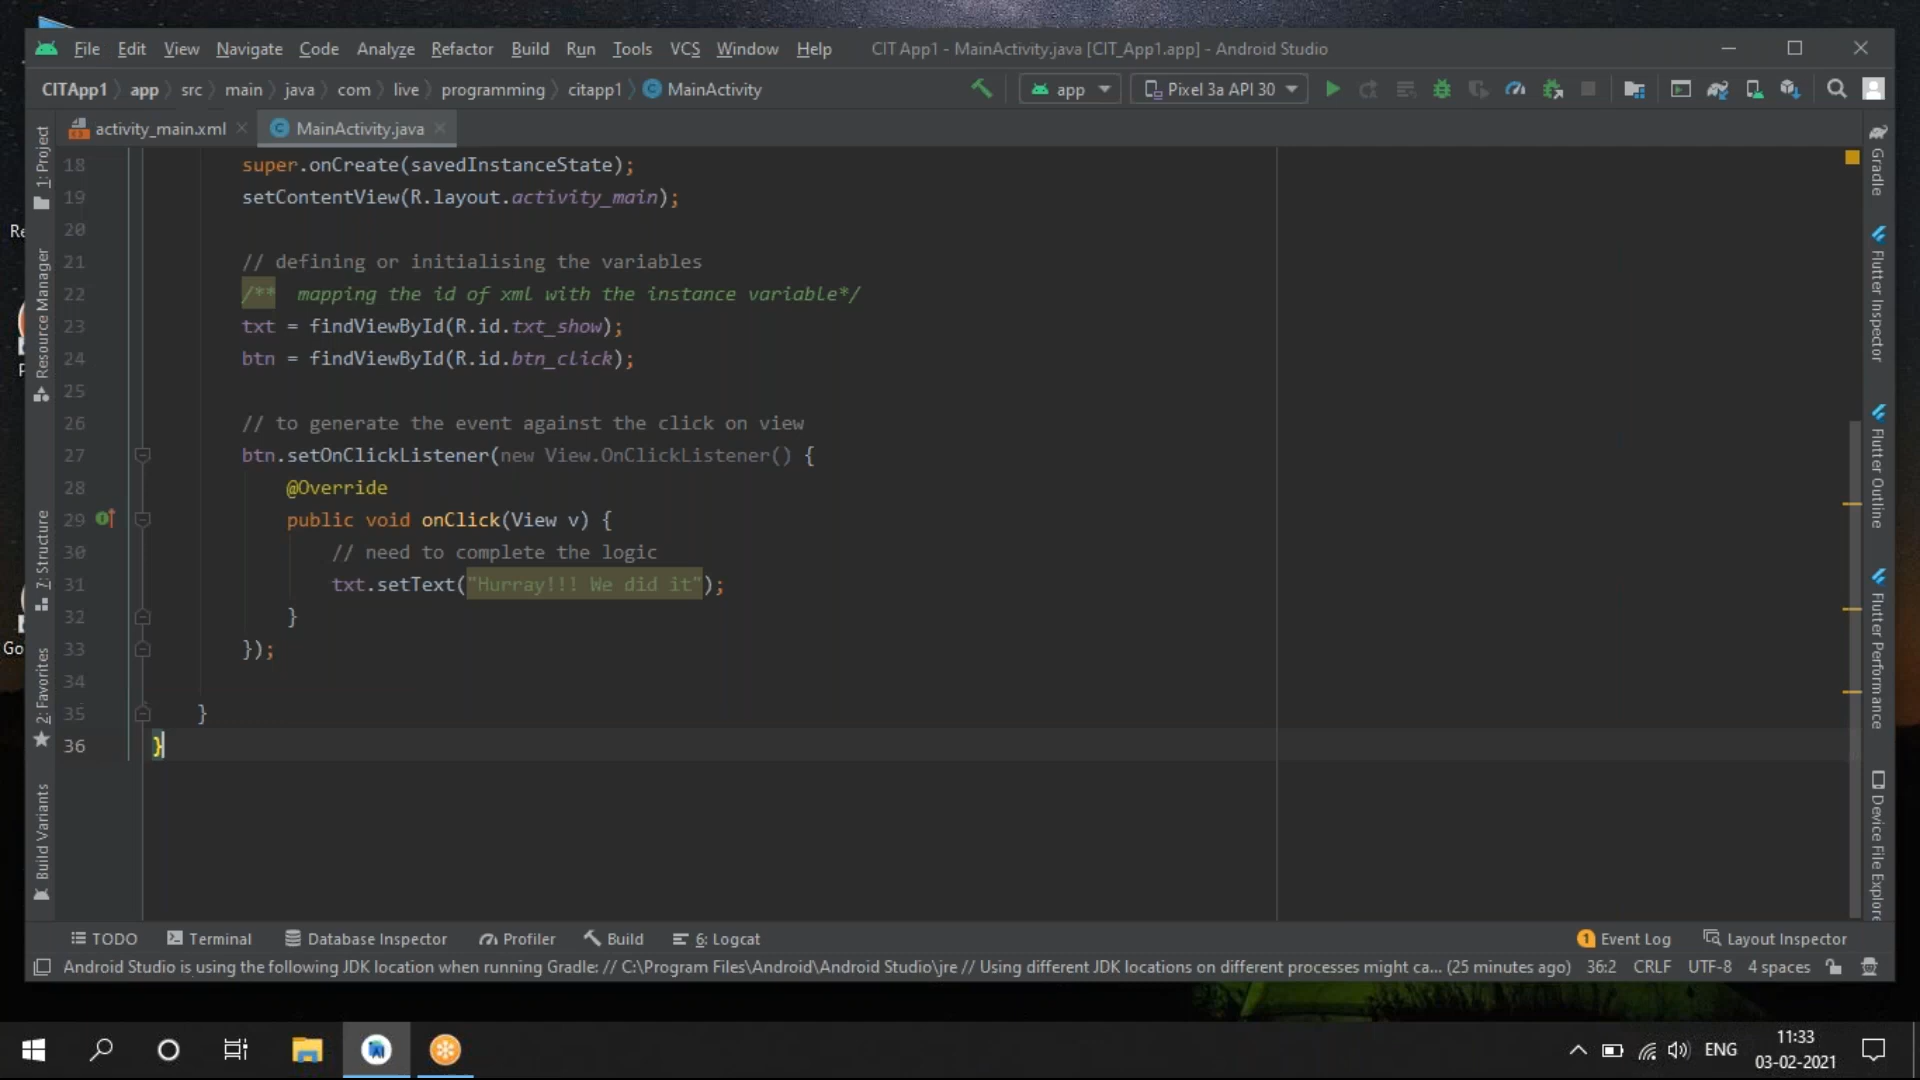 File Edit View Navigate Code Analyze Refactor Build Run Tools VCS Window Help CIT App1 - MainActivity.java [CIT_App1.app] - Android Studio
CITApp1 app src main java com live programming citapp1 MainActivity app Pixel 3a API 30
activity_main.xml MainActivity.java
1: Project
Resource Manager
7: Structure
2: Favorites
Build Variants
18 super.onCreate(savedInstanceState);
19 setContentView(R.layout.activity_main);
20
21 // defining or initialising the variables
22 /** mapping the id of xml with the instance variable*/
23 txt = findViewById(R.id.txt_show);
24 btn = findViewById(R.id.btn_click);
25
26 // to generate the event against the click on view
27 btn.setOnClickListener(new View.OnClickListener() {
28 @Override
29 public void onClick(View v) {
30 // need to complete the logic
31 txt.setText("Hurray!!! We did it");
32 }
33 });
34
35 }
36 }
Gradle
Flutter Inspector
Flutter Outline
Flutter Performance
Device File Explor
Re
P
Go
TODO Terminal Database Inspector Profiler Build 6: Logcat 1 Event Log Layout Inspector
Android Studio is using the following JDK location when running Gradle: // C:\Program Files\Android\Android Studio\jre // Using different JDK locations on different processes might ca... (25 minutes ago) 36:2 CRLF UTF-8 4 spaces
ENG
11:33
03-02-2021